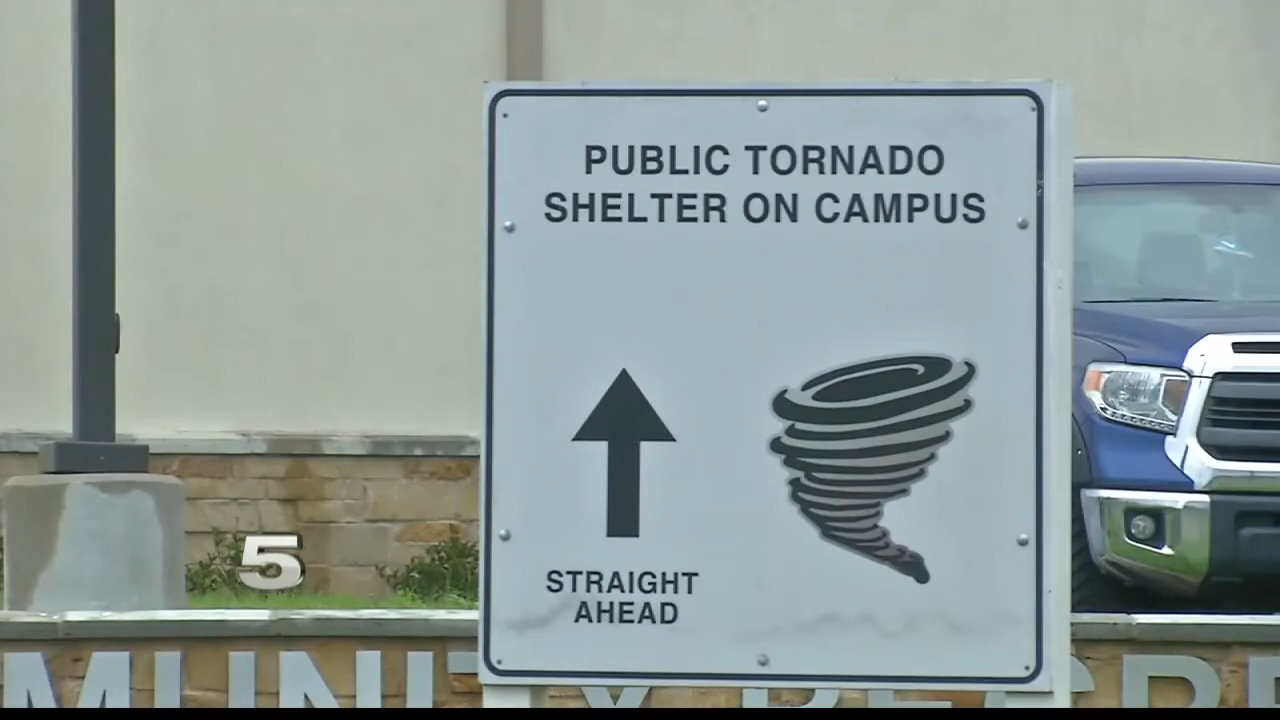 PUBLIC TORNADO
SHELTER ON CAMPUS
STRAIGHT
AHEAD
5